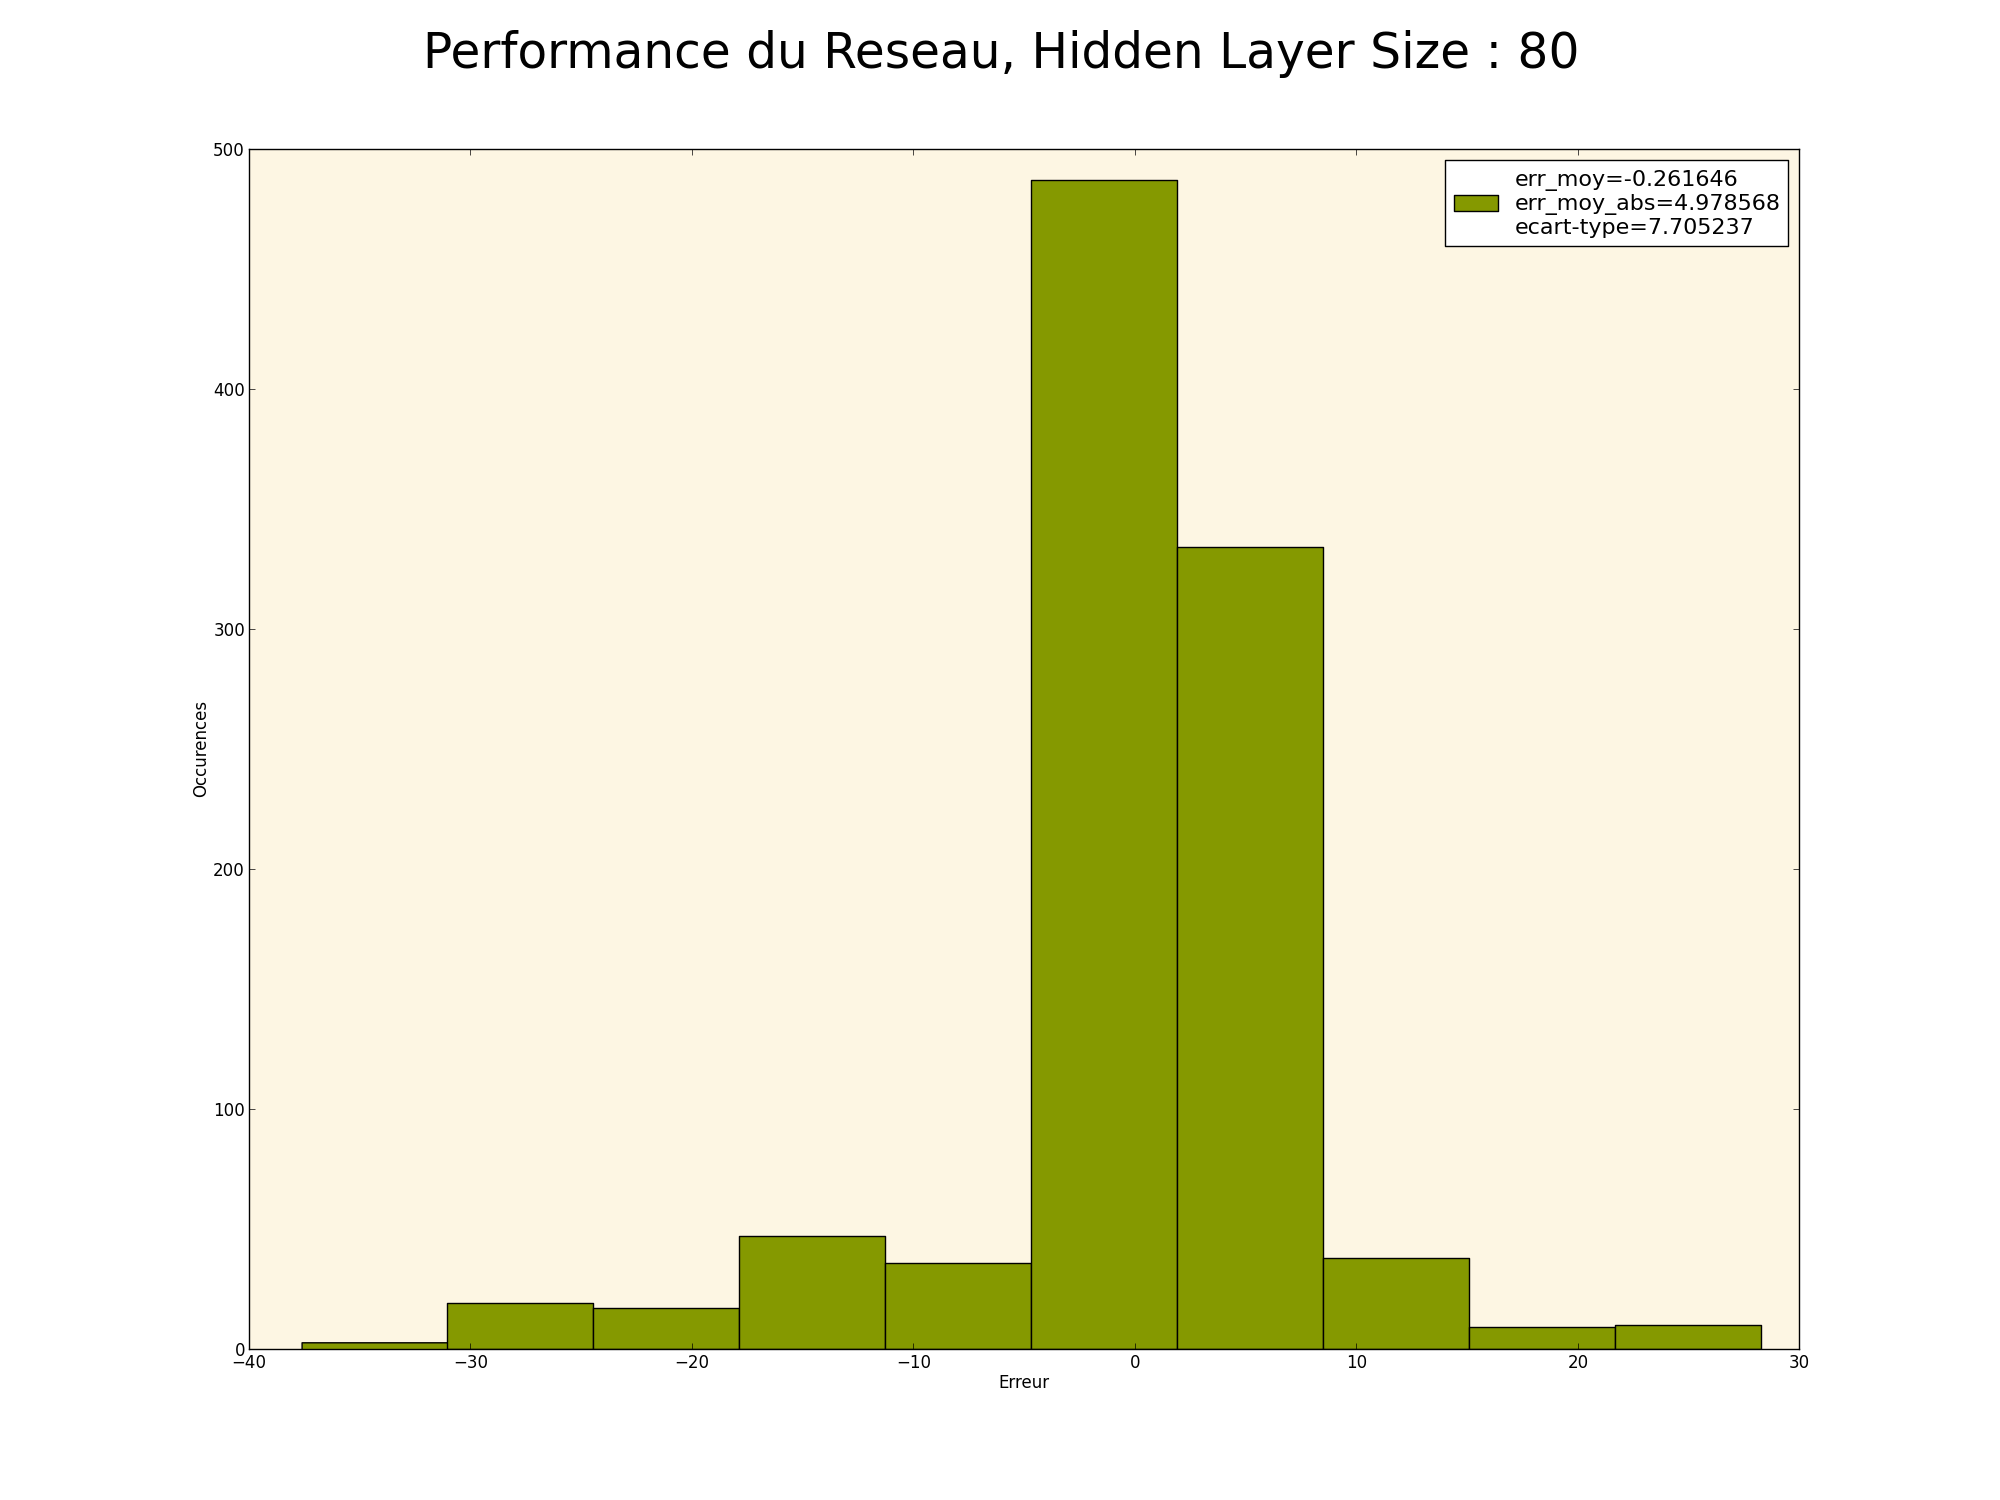 Performance du Reseau, Hidden Layer Size : 80
500
400
300
200
100
0
Occurences
err_moy=-0.261646
err_moy_abs=4.978568
ecart-type=7.705237
−40 −30 −20 −10 0 10 20 30
Erreur